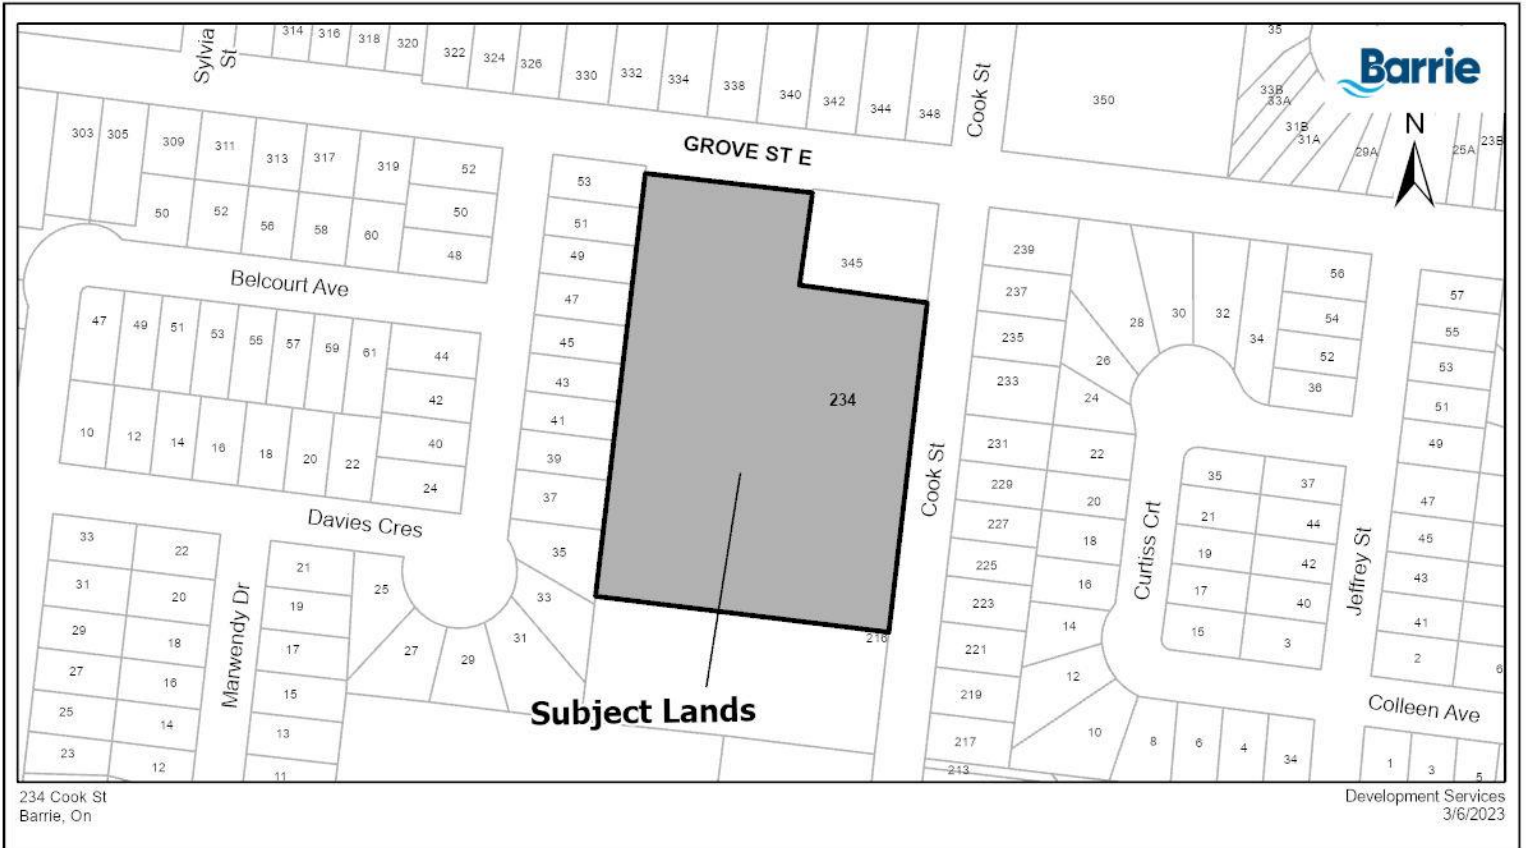 Barrie
N
Sylvia St
314 316 318 320 322 324 326 330 332 334 338 340 342 344 348
Cook St
350
35
33B
33A
31B
31A
29A
25A
23B
GROVE ST E
303 305 309 311 313 317 319 52
50 52 56 58 60 50
48
Belcourt Ave
53
51
49
47
45
43
41
39
37
35
33
31
29
27
25
47 49 51 53 55 57 59 61 44
42
10 12 14 16 18 20 22 40
24
Davies Cres
345
234
Cook St
216
Subject Lands
33 22
31 20
29 18
27 16
25 14
23 12
Marwendy Dr
21
19
17
15
13
11
239
237
235
233
231
229
227
225
223
221
219
217
213
28 30 32 34
26
24
22
20
18
16
14
12
10 8 6 4 34
56
54
52
36
Curtiss Crt
35 37
21 44
19 42
17 40
15 3
Jeffrey St
57
55
53
51
49
47
45
43
41
2 6
Colleen Ave
1 3 5
234 Cook St
Barrie, On
Development Services
3/6/2023